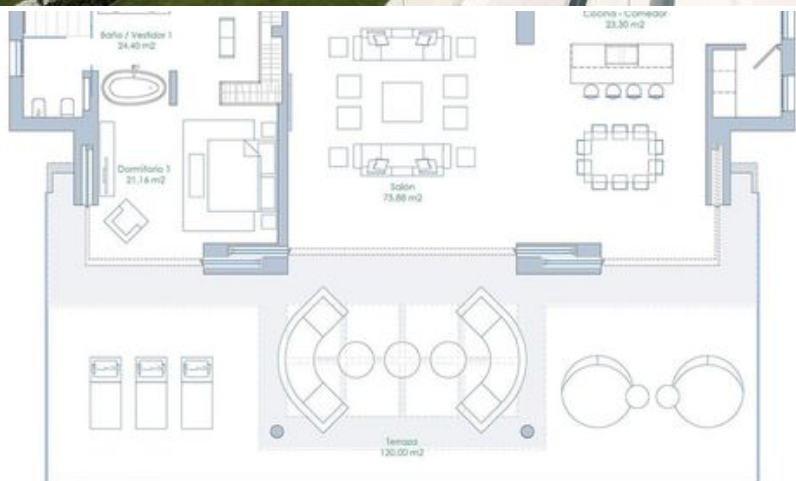 Baño / Vestidor 1
24.40 m2
Cocina - Comedor
23.30 m2
Dormitorio 1
21.16 m2
Salón
75.88 m2
Terraza
120.00 m2